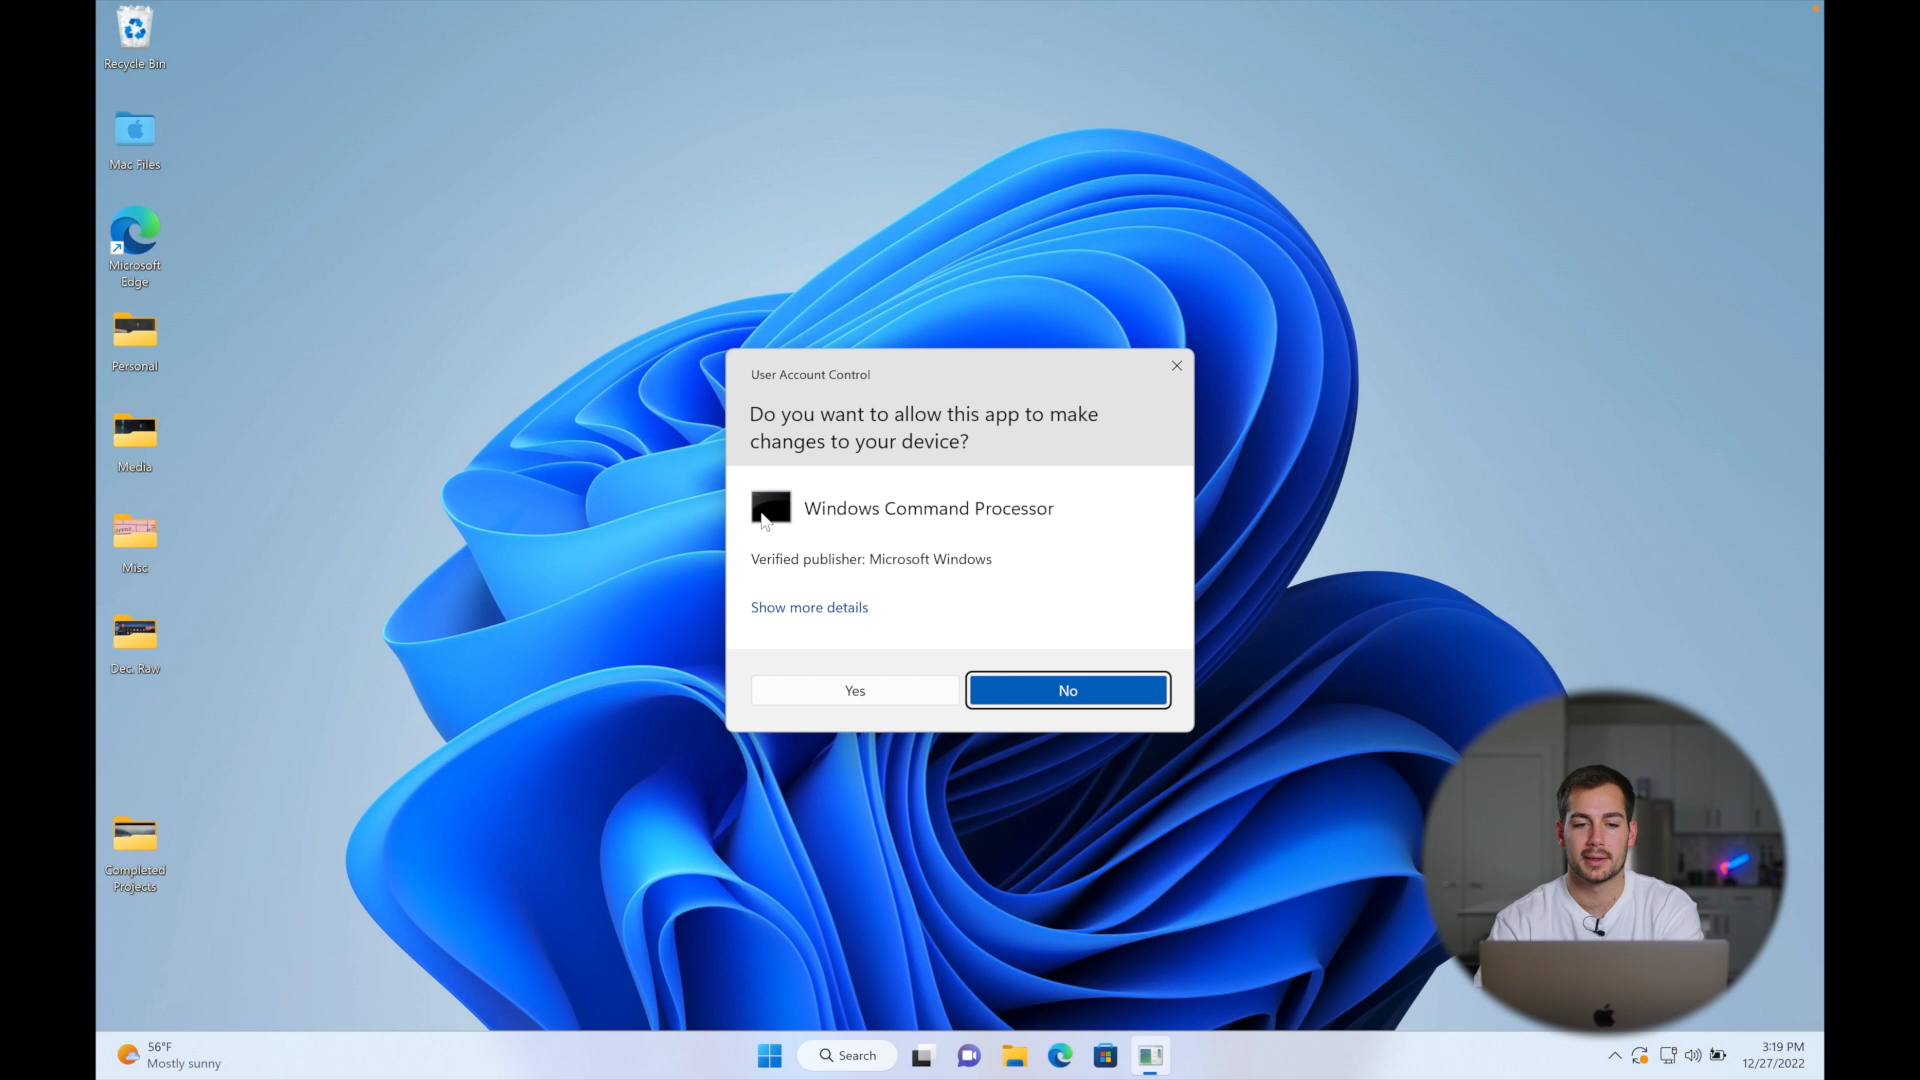 Recycle Bin
Mac Files
Microsoft
Edge
Personal
Media
Misc
Dec. Raw
Completed
Projects
User Account Control
Do you want to allow this app to make
changes to your device?
Windows Command Processor
Verified publisher: Microsoft Windows
Show more details
Yes
No
56°F
Mostly sunny
Search
3:19 PM
12/27/2022